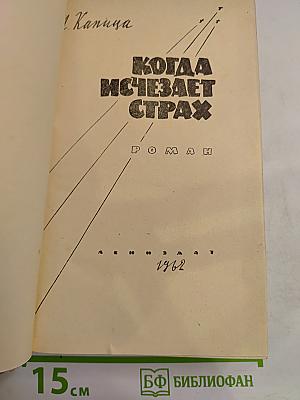 Капица
КОГДА
ИСЧЕЗАЕТ
СТРАХ
РОМАН
ЛЕНИЗДАТ
1962
15 см
БФ БИБЛИОФАН